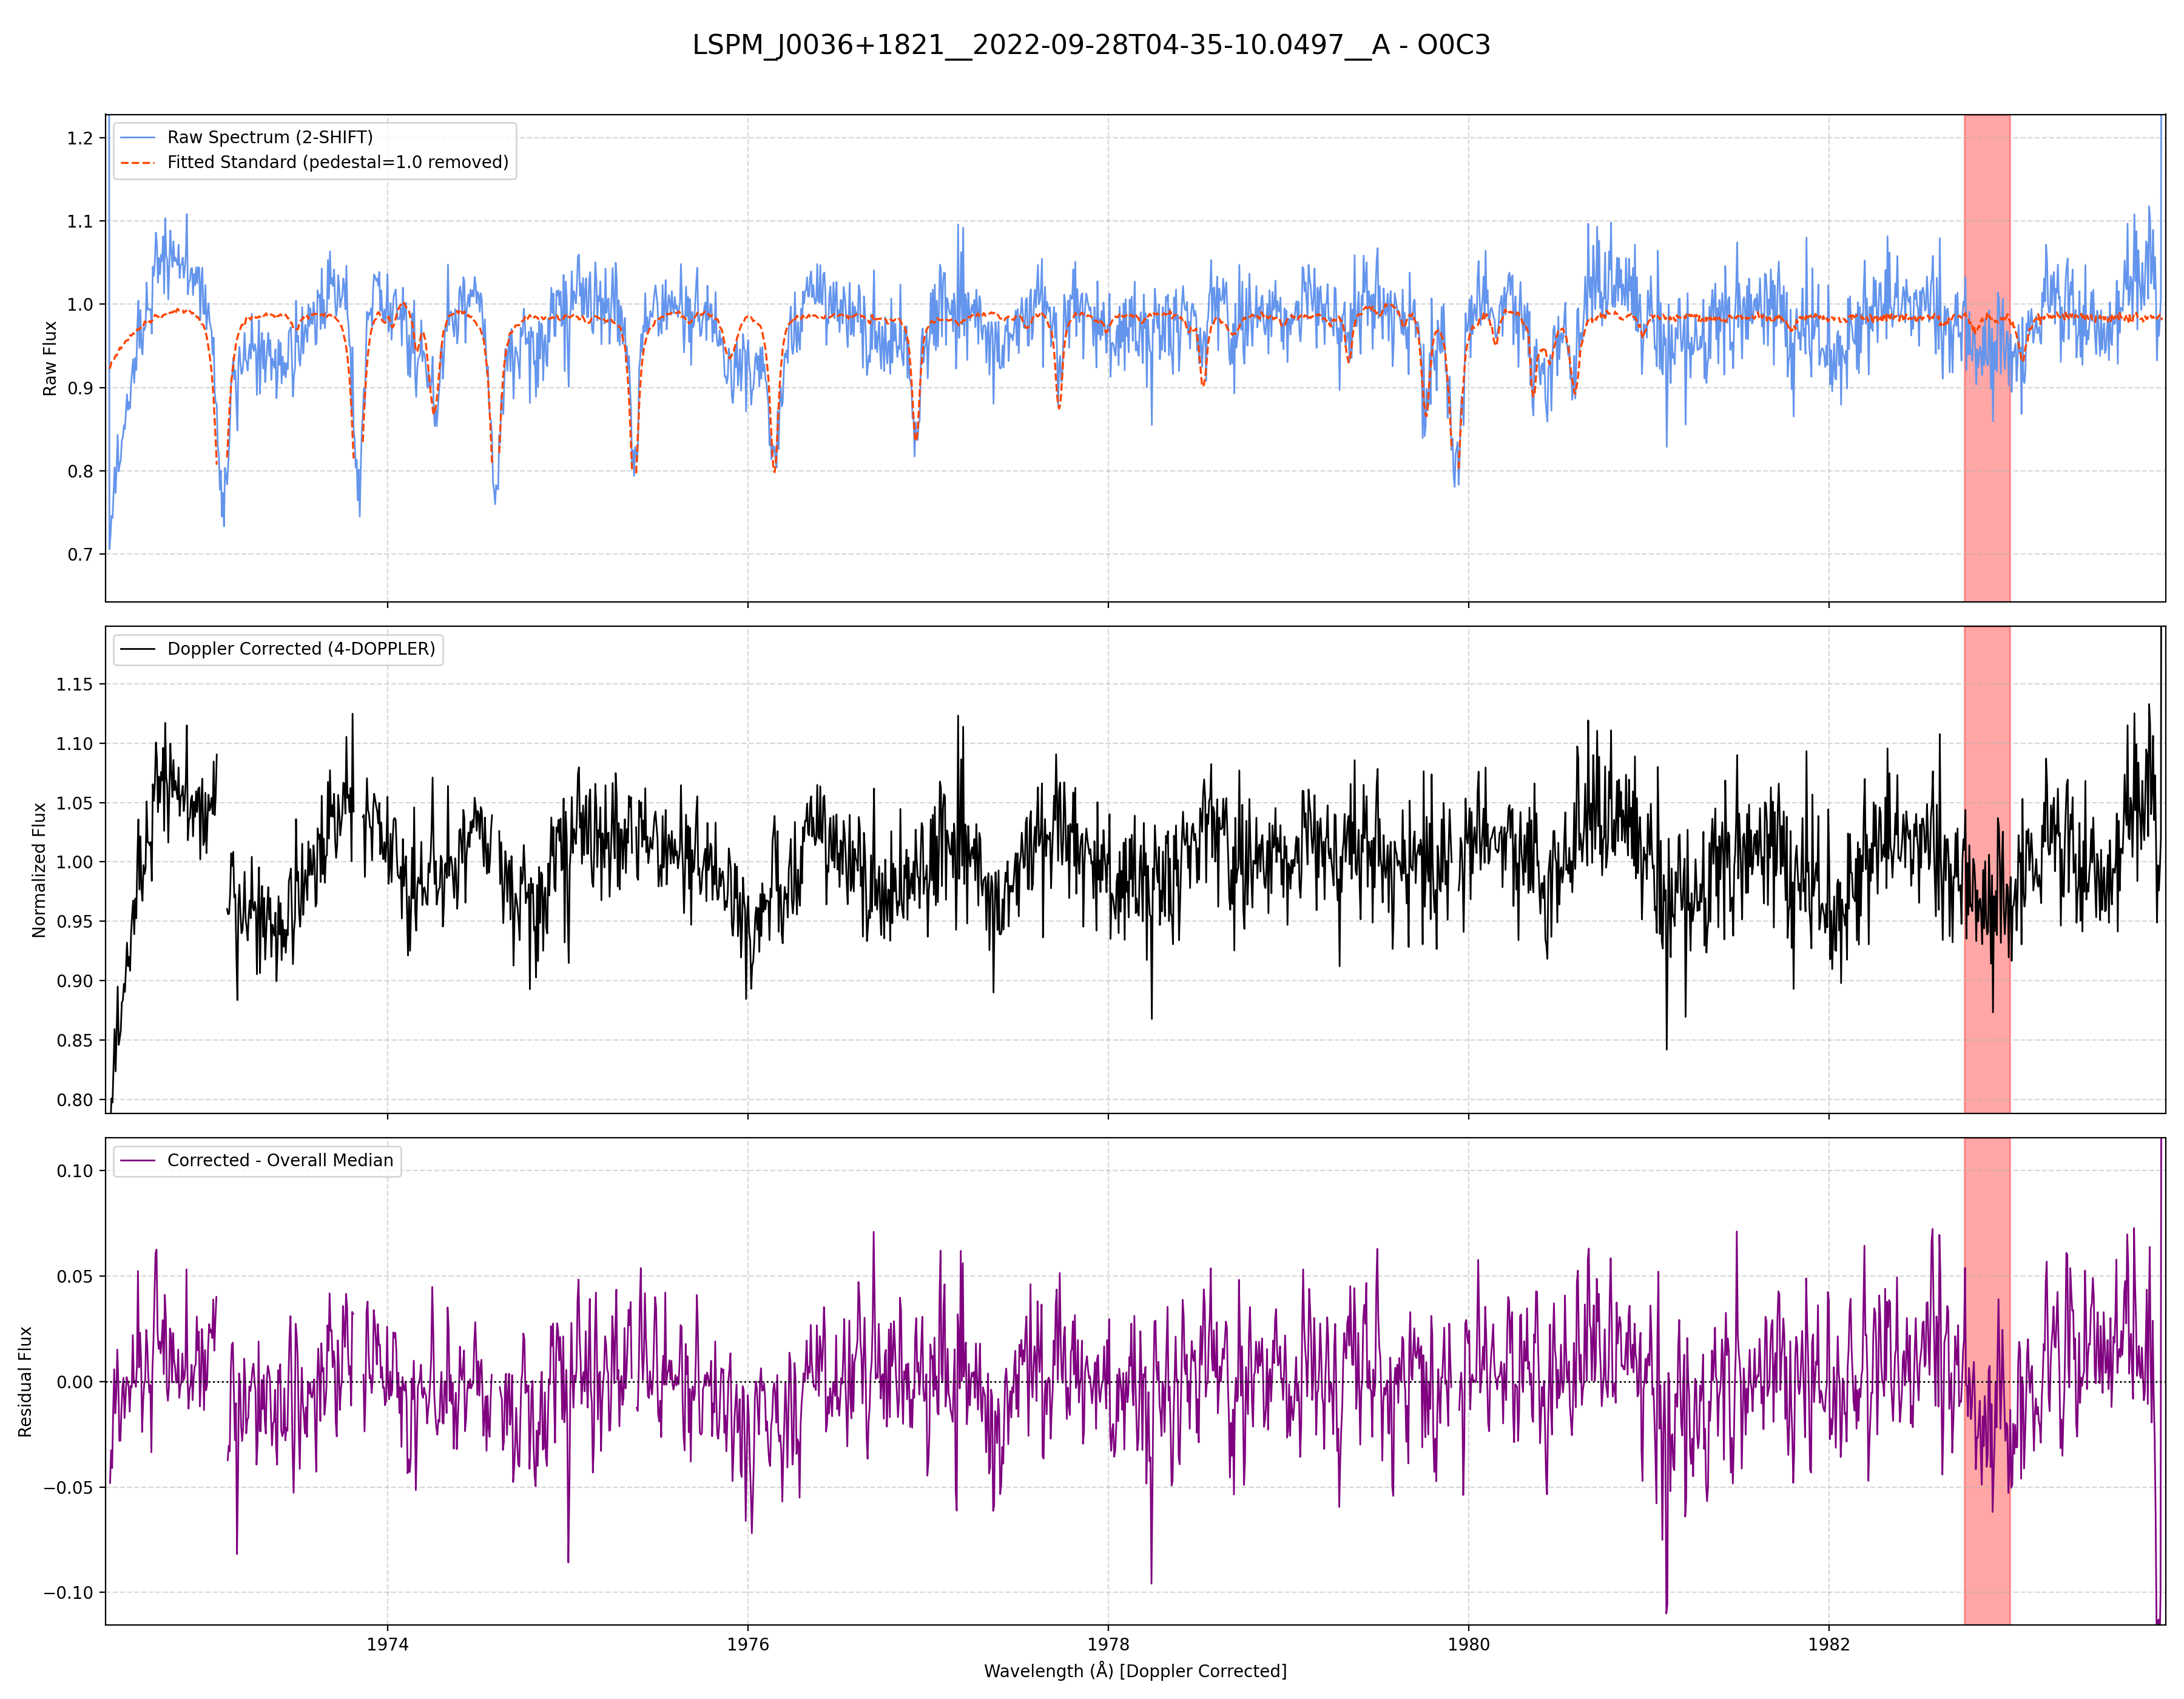 LSPM_J0036+1821__2022-09-28T04-35-10.0497__A - O0C3
Raw Spectrum (2-SHIFT)
Fitted Standard (pedestal=1.0 removed)
1.2
1.1
1.0
0.9
0.8
0.7
Raw Flux
Doppler Corrected (4-DOPPLER)
1.15
1.10
1.05
1.00
0.95
0.90
0.85
0.80
Normalized Flux
Corrected - Overall Median
0.10
0.05
0.00
−0.05
−0.10
Residual Flux
1974
1976
1978
1980
1982
Wavelength (Å) [Doppler Corrected]